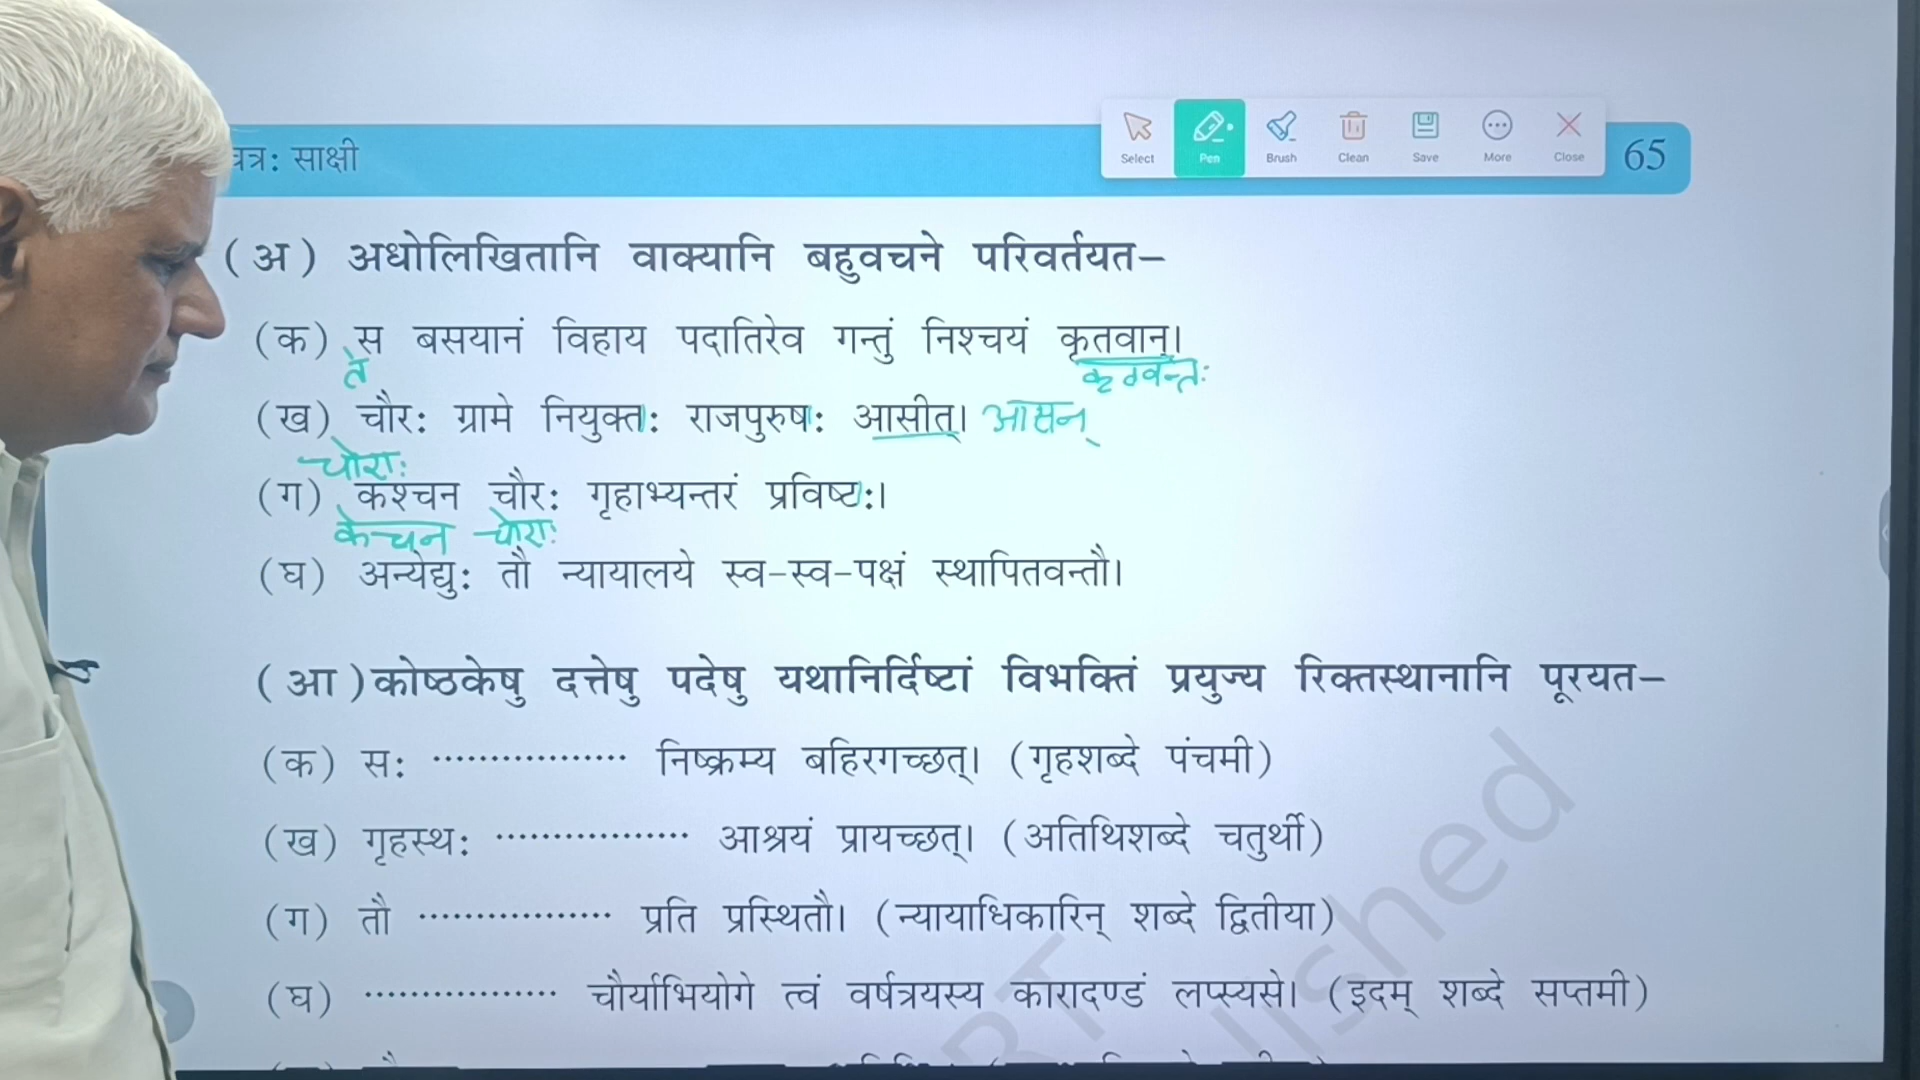 Select Pen Brush Clean Save More Close
साक्षी 65
(अ) अधोलिखितानि वाक्यानि बहुवचने परिवर्तयत–
(क) स बसयानं विहाय पदातिरेव गन्तुं निश्चयं कृतवान्।
ते
(ख) चौरः ग्रामे नियुक्तः राजपुरुषः आसीत्। आसन्
चोराः
(ग) कश्चन चौरः गृहाभ्यन्तरं प्रविष्टः।
केचन चोराः
(घ) अन्येद्युः तौ न्यायालये स्व-स्व-पक्षं स्थापितवन्तौ।
(आ) कोष्ठकेषु दत्तेषु पदेषु यथानिर्दिष्टां विभक्तिं प्रयुज्य रिक्तस्थानानि पूरयत–
(क) सः ................. निष्क्रम्य बहिरगच्छत्। (गृहशब्दे पंचमी)
(ख) गृहस्थः ................. आश्रयं प्रायच्छत्। (अतिथिशब्दे चतुर्थी)
(ग) तौ ................. प्रति प्रस्थितौ। (न्यायाधिकारिन् शब्दे द्वितीया)
(घ) ................. चौर्याभियोगे त्वं वर्षत्रयस्य कारादण्डं लप्स्यसे। (इदम् शब्दे सप्तमी)